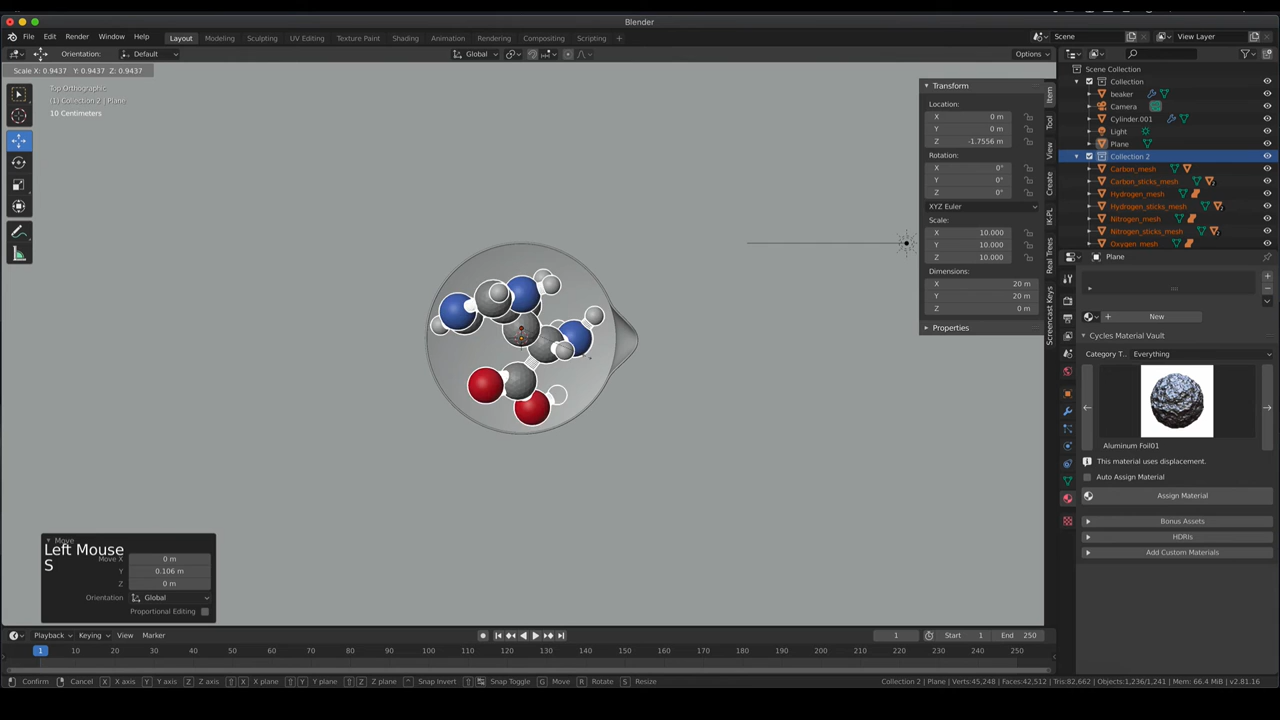 Blender
File Edit Render Window Help
Layout Modeling Sculpting UV Editing Texture Paint Shading Animation Rendering Compositing Scripting +
Scene
View Layer
Orientation: Default
Global
Options
Scale X: 0.9437 Y: 0.9437 Z: 0.9437
Top Orthographic
(1) Collection 2 | Plane
10 Centimeters
Transform
Location:
X 0 m
Y 0 m
Z -1.7556 m
Rotation:
X 0°
Y 0°
Z 0°
XYZ Euler
Scale:
X 10.000
Y 10.000
Z 10.000
Dimensions:
X 20 m
Y 20 m
Z 0 m
Properties
Item
Tool
View
Create
IK-PL
Real Trees
Screencast Keys
Scene Collection
Collection
beaker
Camera
Cylinder.001
Light
Plane
Collection 2
Carbon_mesh
Carbon_sticks_mesh
Hydrogen_mesh
Hydrogen_sticks_mesh
Nitrogen_mesh
Nitrogen_sticks_mesh
Oxygen_mesh
Plane
New
Cycles Material Vault
Category T... Everything
Aluminum Foil01
This material uses displacement.
Auto Assign Material
Assign Material
Bonus Assets
HDRIs
Add Custom Materials
Move
Left Mouse
S
Move X 0 m
Y 0.106 m
Z 0 m
Orientation Global
Proportional Editing
Playback Keying View Marker
1
Start 1
End 250
1 10 20 30 40 50 60 70 80 90 100 110 120 130 140 150 160 170 180 190 200 210 220 230 240 250
Confirm Cancel X X axis Y Y axis Z Z axis X X plane Y Y plane Z Z plane Snap Invert Snap Toggle G Move R Rotate S Resize
Collection 2 | Plane | Verts:45,248 | Faces:42,512 | Tris:82,662 | Objects:1,236/1,241 | Mem: 66.4 MiB | v2.81.16